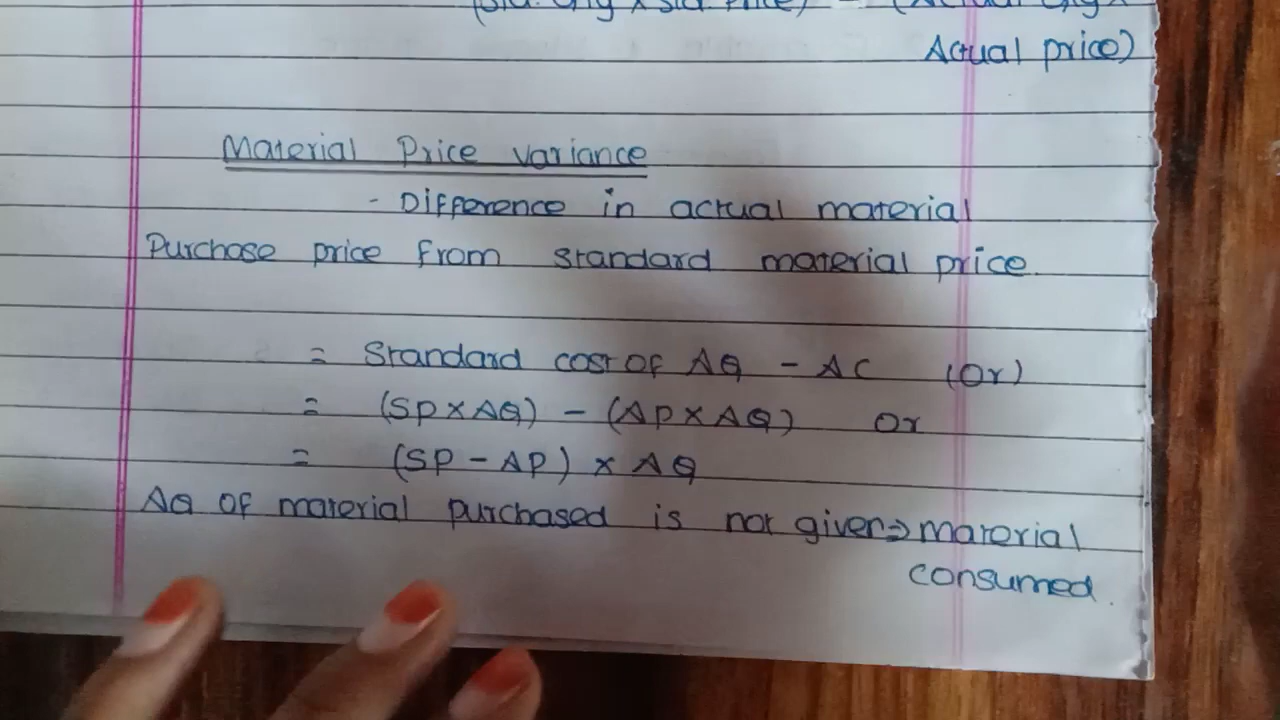 Actual price)
Material Price variance
- Difference in actual material
Purchase price from standard material price.
= Standard cost of AQ - AC (Or)
= (SP x AQ) - (AP x AQ) Or
= (SP - AP) x AQ
AQ of material purchased is not given ⇒ material
consumed.